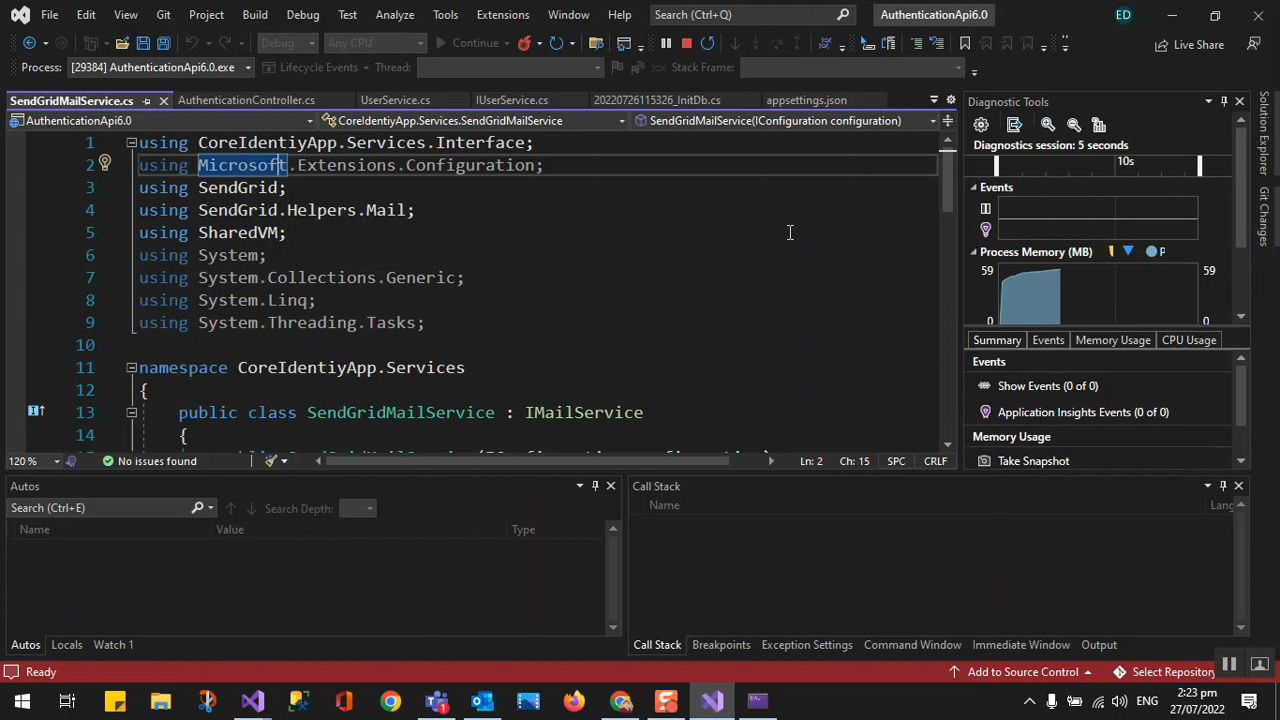 File Edit View Git Project Build Debug Test Analyze Tools Extensions Window Help Search (Ctrl+Q) AuthenticationApi6.0 ED
Debug Any CPU Continue Live Share
Process: [29384] AuthenticationApi6.0.exe Lifecycle Events Thread: Stack Frame:
SendGridMailService.cs AuthenticationController.cs UserService.cs IUserService.cs 20220726115326_InitDb.cs appsettings.json
AuthenticationApi6.0 CoreIdentiyApp.Services.SendGridMailService SendGridMailService(IConfiguration configuration)
1 using CoreIdentiyApp.Services.Interface;
2 using Microsoft.Extensions.Configuration;
3 using SendGrid;
4 using SendGrid.Helpers.Mail;
5 using SharedVM;
6 using System;
7 using System.Collections.Generic;
8 using System.Linq;
9 using System.Threading.Tasks;
10
11 namespace CoreIdentiyApp.Services
12 {
13 public class SendGridMailService : IMailService
14 {
120 % No issues found Ln: 2 Ch: 15 SPC CRLF
Diagnostic Tools
Diagnostics session: 5 seconds
10s
Events
Process Memory (MB) P
59 59
0 0
Summary Events Memory Usage CPU Usage
Events
Show Events (0 of 0)
Application Insights Events (0 of 0)
Memory Usage
Take Snapshot
Solution Explorer
Git Changes
Autos
Search (Ctrl+E) Search Depth:
Name Value Type
Autos Locals Watch 1
Call Stack
Name Lang
Call Stack Breakpoints Exception Settings Command Window Immediate Window Output
Ready Add to Source Control Select Repository
ENG 2:23 pm
27/07/2022